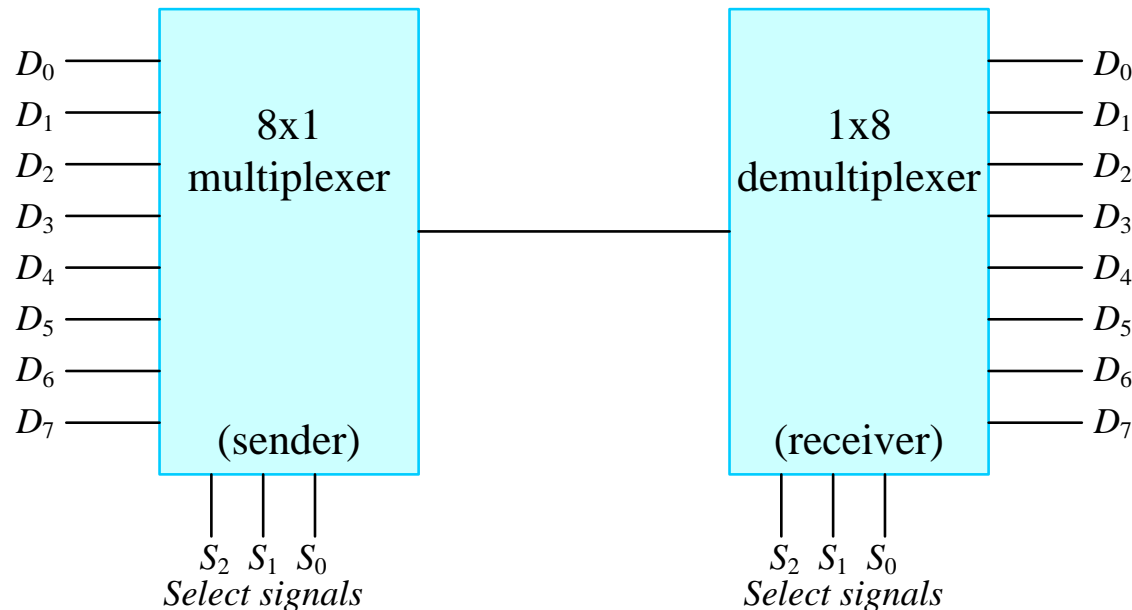 D₀
D₁
D₂
D₃
D₄
D₅
D₆
D₇
8x1
multiplexer
(sender)
S₂ S₁ S₀
Select signals
1x8
demultiplexer
(receiver)
S₂ S₁ S₀
Select signals
D₀
D₁
D₂
D₃
D₄
D₅
D₆
D₇